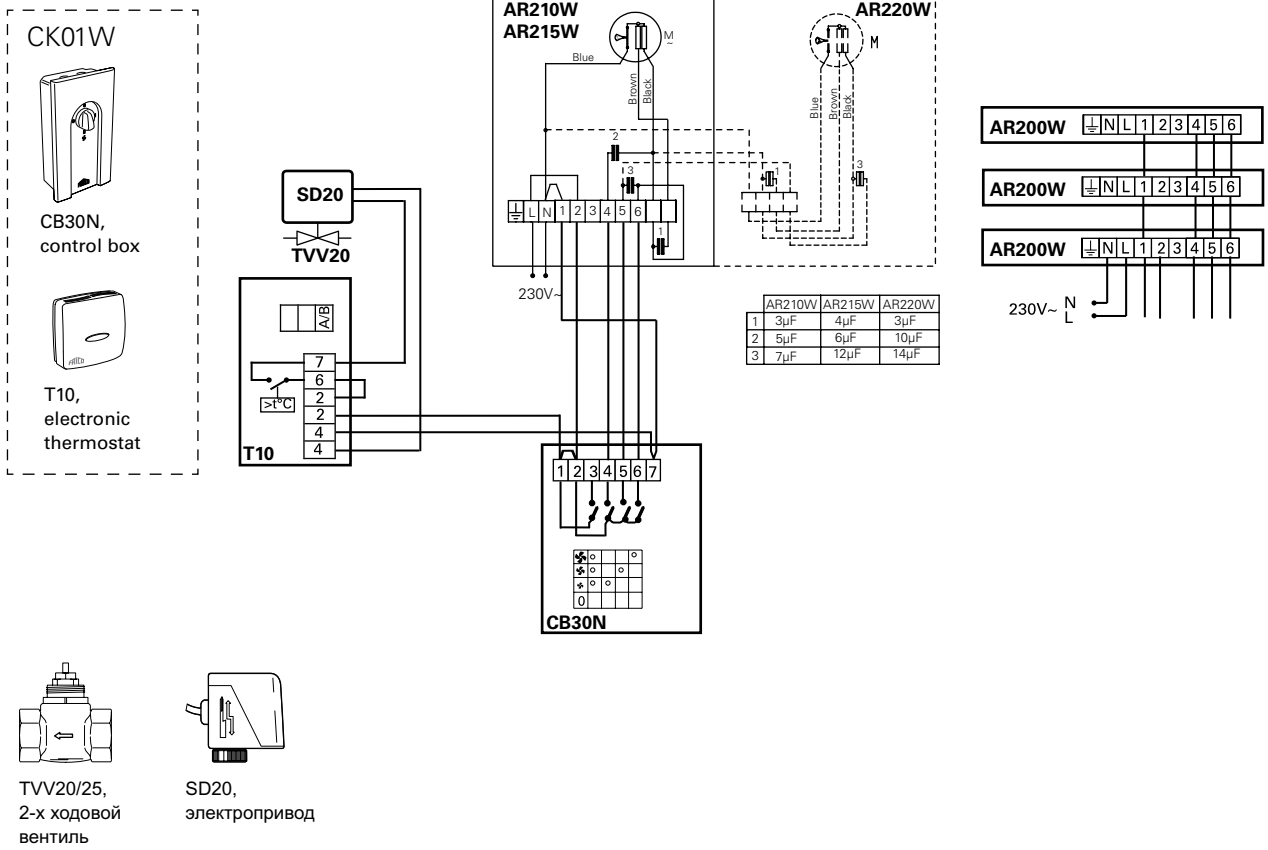 CK01W
CB30N,
control box
FRICO
T10,
electronic
thermostat
SD20
TVV20
A/B
7
6
2
2
4
4
>t°C
T10
AR210W
AR215W
AR220W
M
~
M
Blue
Brown
Black
Blue
Brown
Black
2
3
1
1
3
L N 1 2 3 4 5 6
230V~
AR210W AR215W AR220W
1 3µF 4µF 3µF
2 5µF 6µF 10µF
3 7µF 12µF 14µF
1 2 3 4 5 6 7
0
CB30N
AR200W N L 1 2 3 4 5 6
AR200W N L 1 2 3 4 5 6
AR200W N L 1 2 3 4 5 6
230V~ N
L
TVV20/25,
2-х ходовой
вентиль
SD20,
электропривод